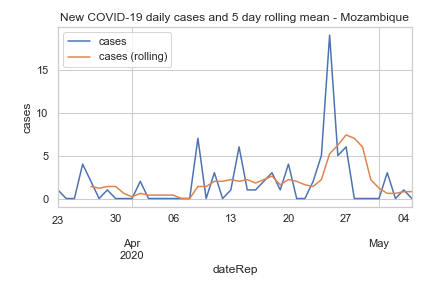 New COVID-19 daily cases and 5 day rolling mean - Mozambique
cases
cases (rolling)
15
10
5
0
cases
23 30 06 13 20 27 04
Apr May
2020
dateRep